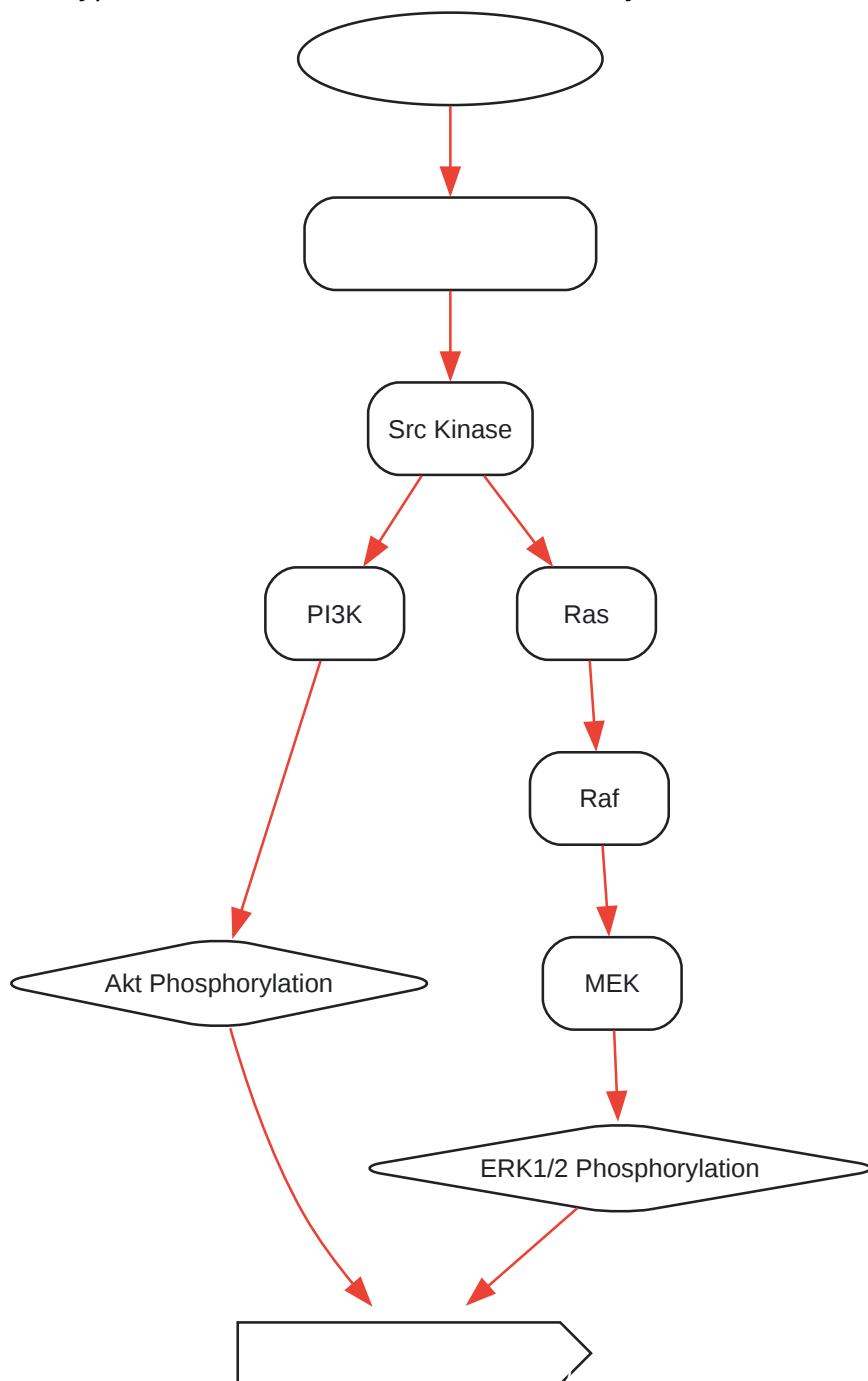 Src Kinase
PI3K
Ras
Raf
Akt Phosphorylation
MEK
ERK1/2 Phosphorylation